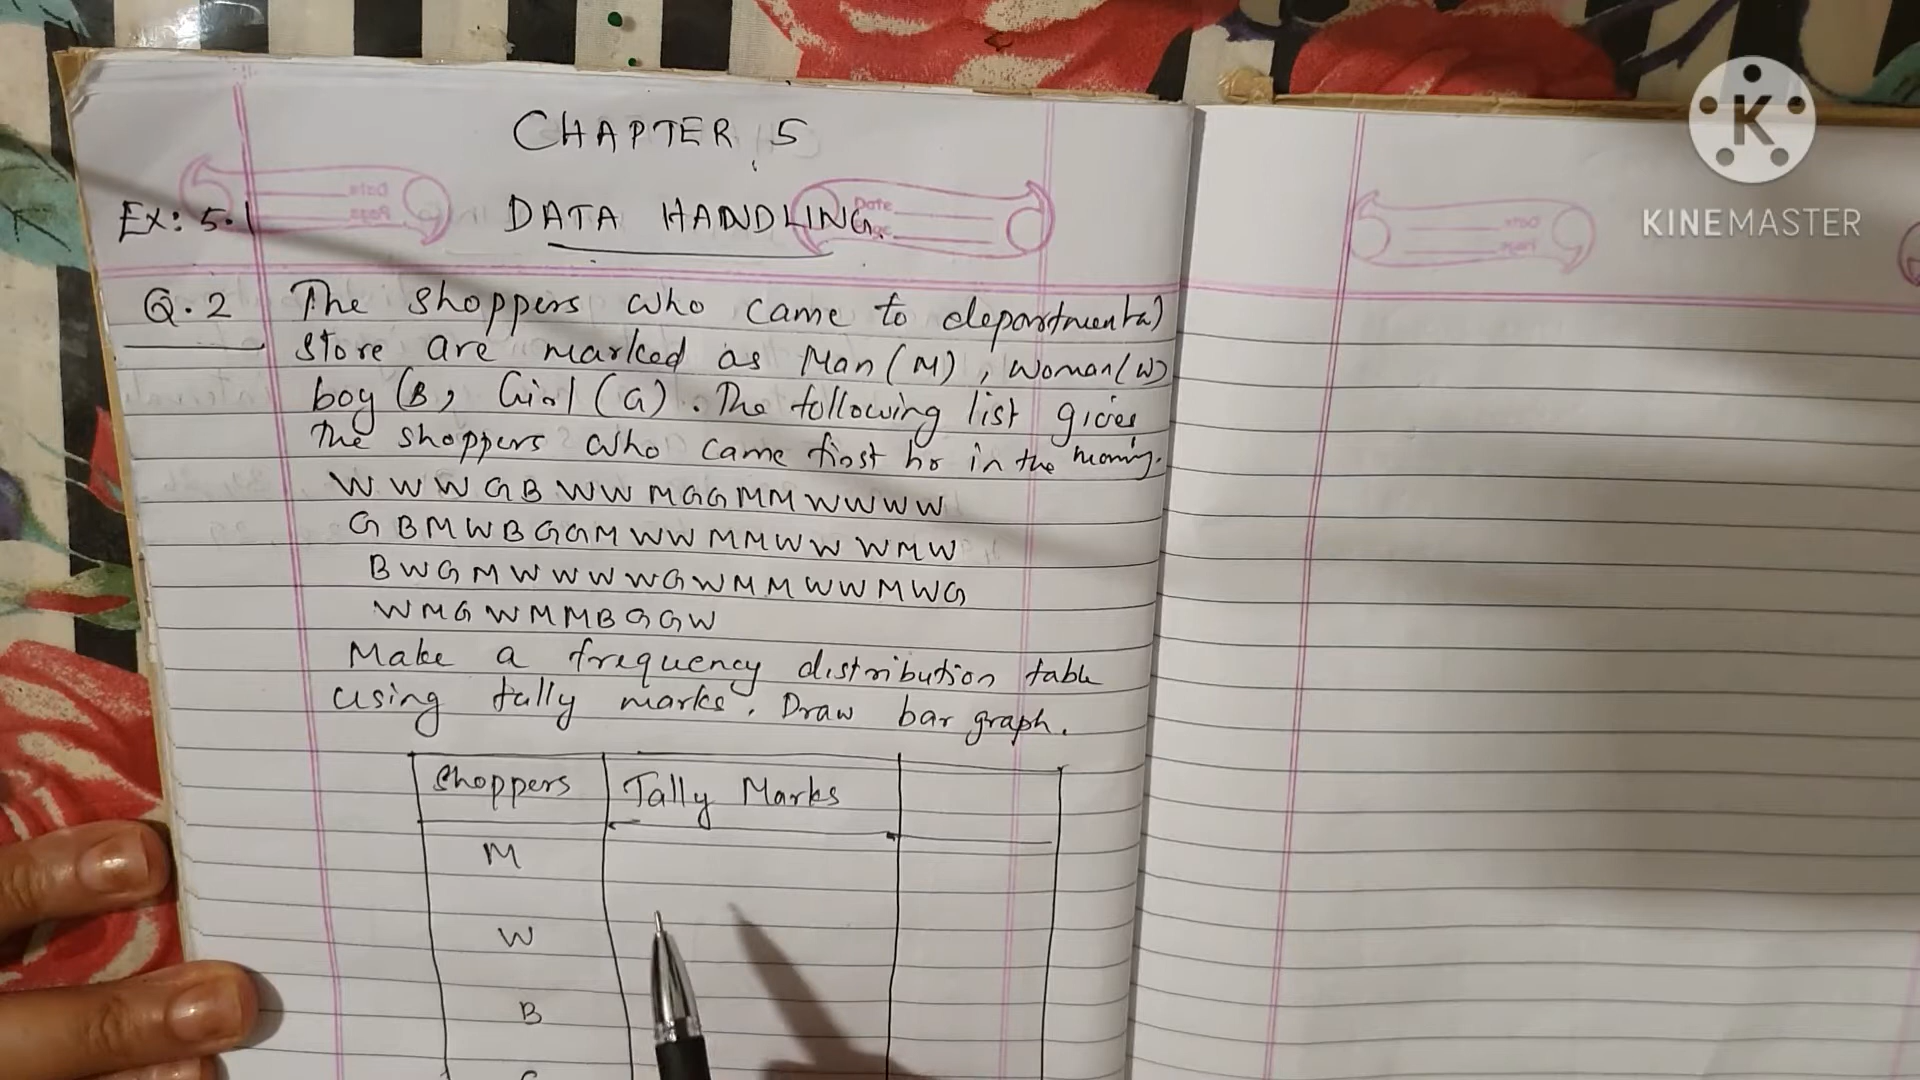 CHAPTER 5
Ex: 5.1 DATA HANDLING.
Date
K
KINEMASTER
Q.2 The shoppers who came to departmental
store are marked as Man (M), Woman (W)
boy (B, Girl (G). The following list gives
The shoppers who came first hr in the morning.
W W W G B W W M G G M M W W W W
G B M W B G G M W W M M W W W M W
B W G M W W W W G W M M W W M W G
W M G W M M B G G W
Make a frequency distribution table
using tally marks. Draw bar graph.
Shoppers Tally Marks
M
W
B